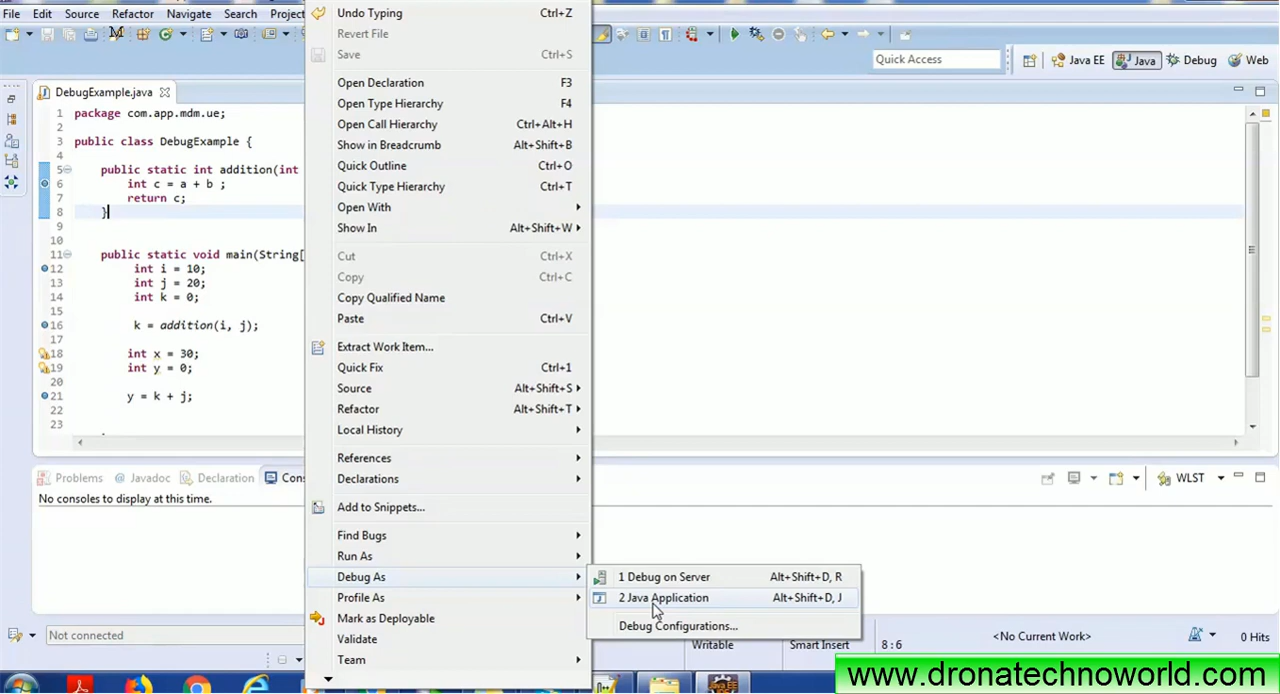 File Edit Source Refactor Navigate Search Project
Quick Access
Java EE Java Debug Web
DebugExample.java
1 package com.app.mdm.ue;
2
3 public class DebugExample {
4
5 public static int addition(int
6 int c = a + b ;
7 return c;
8 }
9
10
11 public static void main(String[
12 int i = 10;
13 int j = 20;
14 int k = 0;
15
16 k = addition(i, j);
17
18 int x = 30;
19 int y = 0;
20
21 y = k + j;
22
23
Problems @ Javadoc Declaration Cons
WLST
No consoles to display at this time.
Not connected
Undo Typing Ctrl+Z
Revert File
Save Ctrl+S
Open Declaration F3
Open Type Hierarchy F4
Open Call Hierarchy Ctrl+Alt+H
Show in Breadcrumb Alt+Shift+B
Quick Outline Ctrl+O
Quick Type Hierarchy Ctrl+T
Open With
Show In Alt+Shift+W
Cut Ctrl+X
Copy Ctrl+C
Copy Qualified Name
Paste Ctrl+V
Extract Work Item...
Quick Fix Ctrl+1
Source Alt+Shift+S
Refactor Alt+Shift+T
Local History
References
Declarations
Add to Snippets...
Find Bugs
Run As
Debug As
Profile As
Mark as Deployable
Validate
Team
1 Debug on Server Alt+Shift+D, R
2 Java Application Alt+Shift+D, J
Debug Configurations...
Writable Smart Insert 8:6 <No Current Work> 0 Hits
www.dronatechnoworld.com